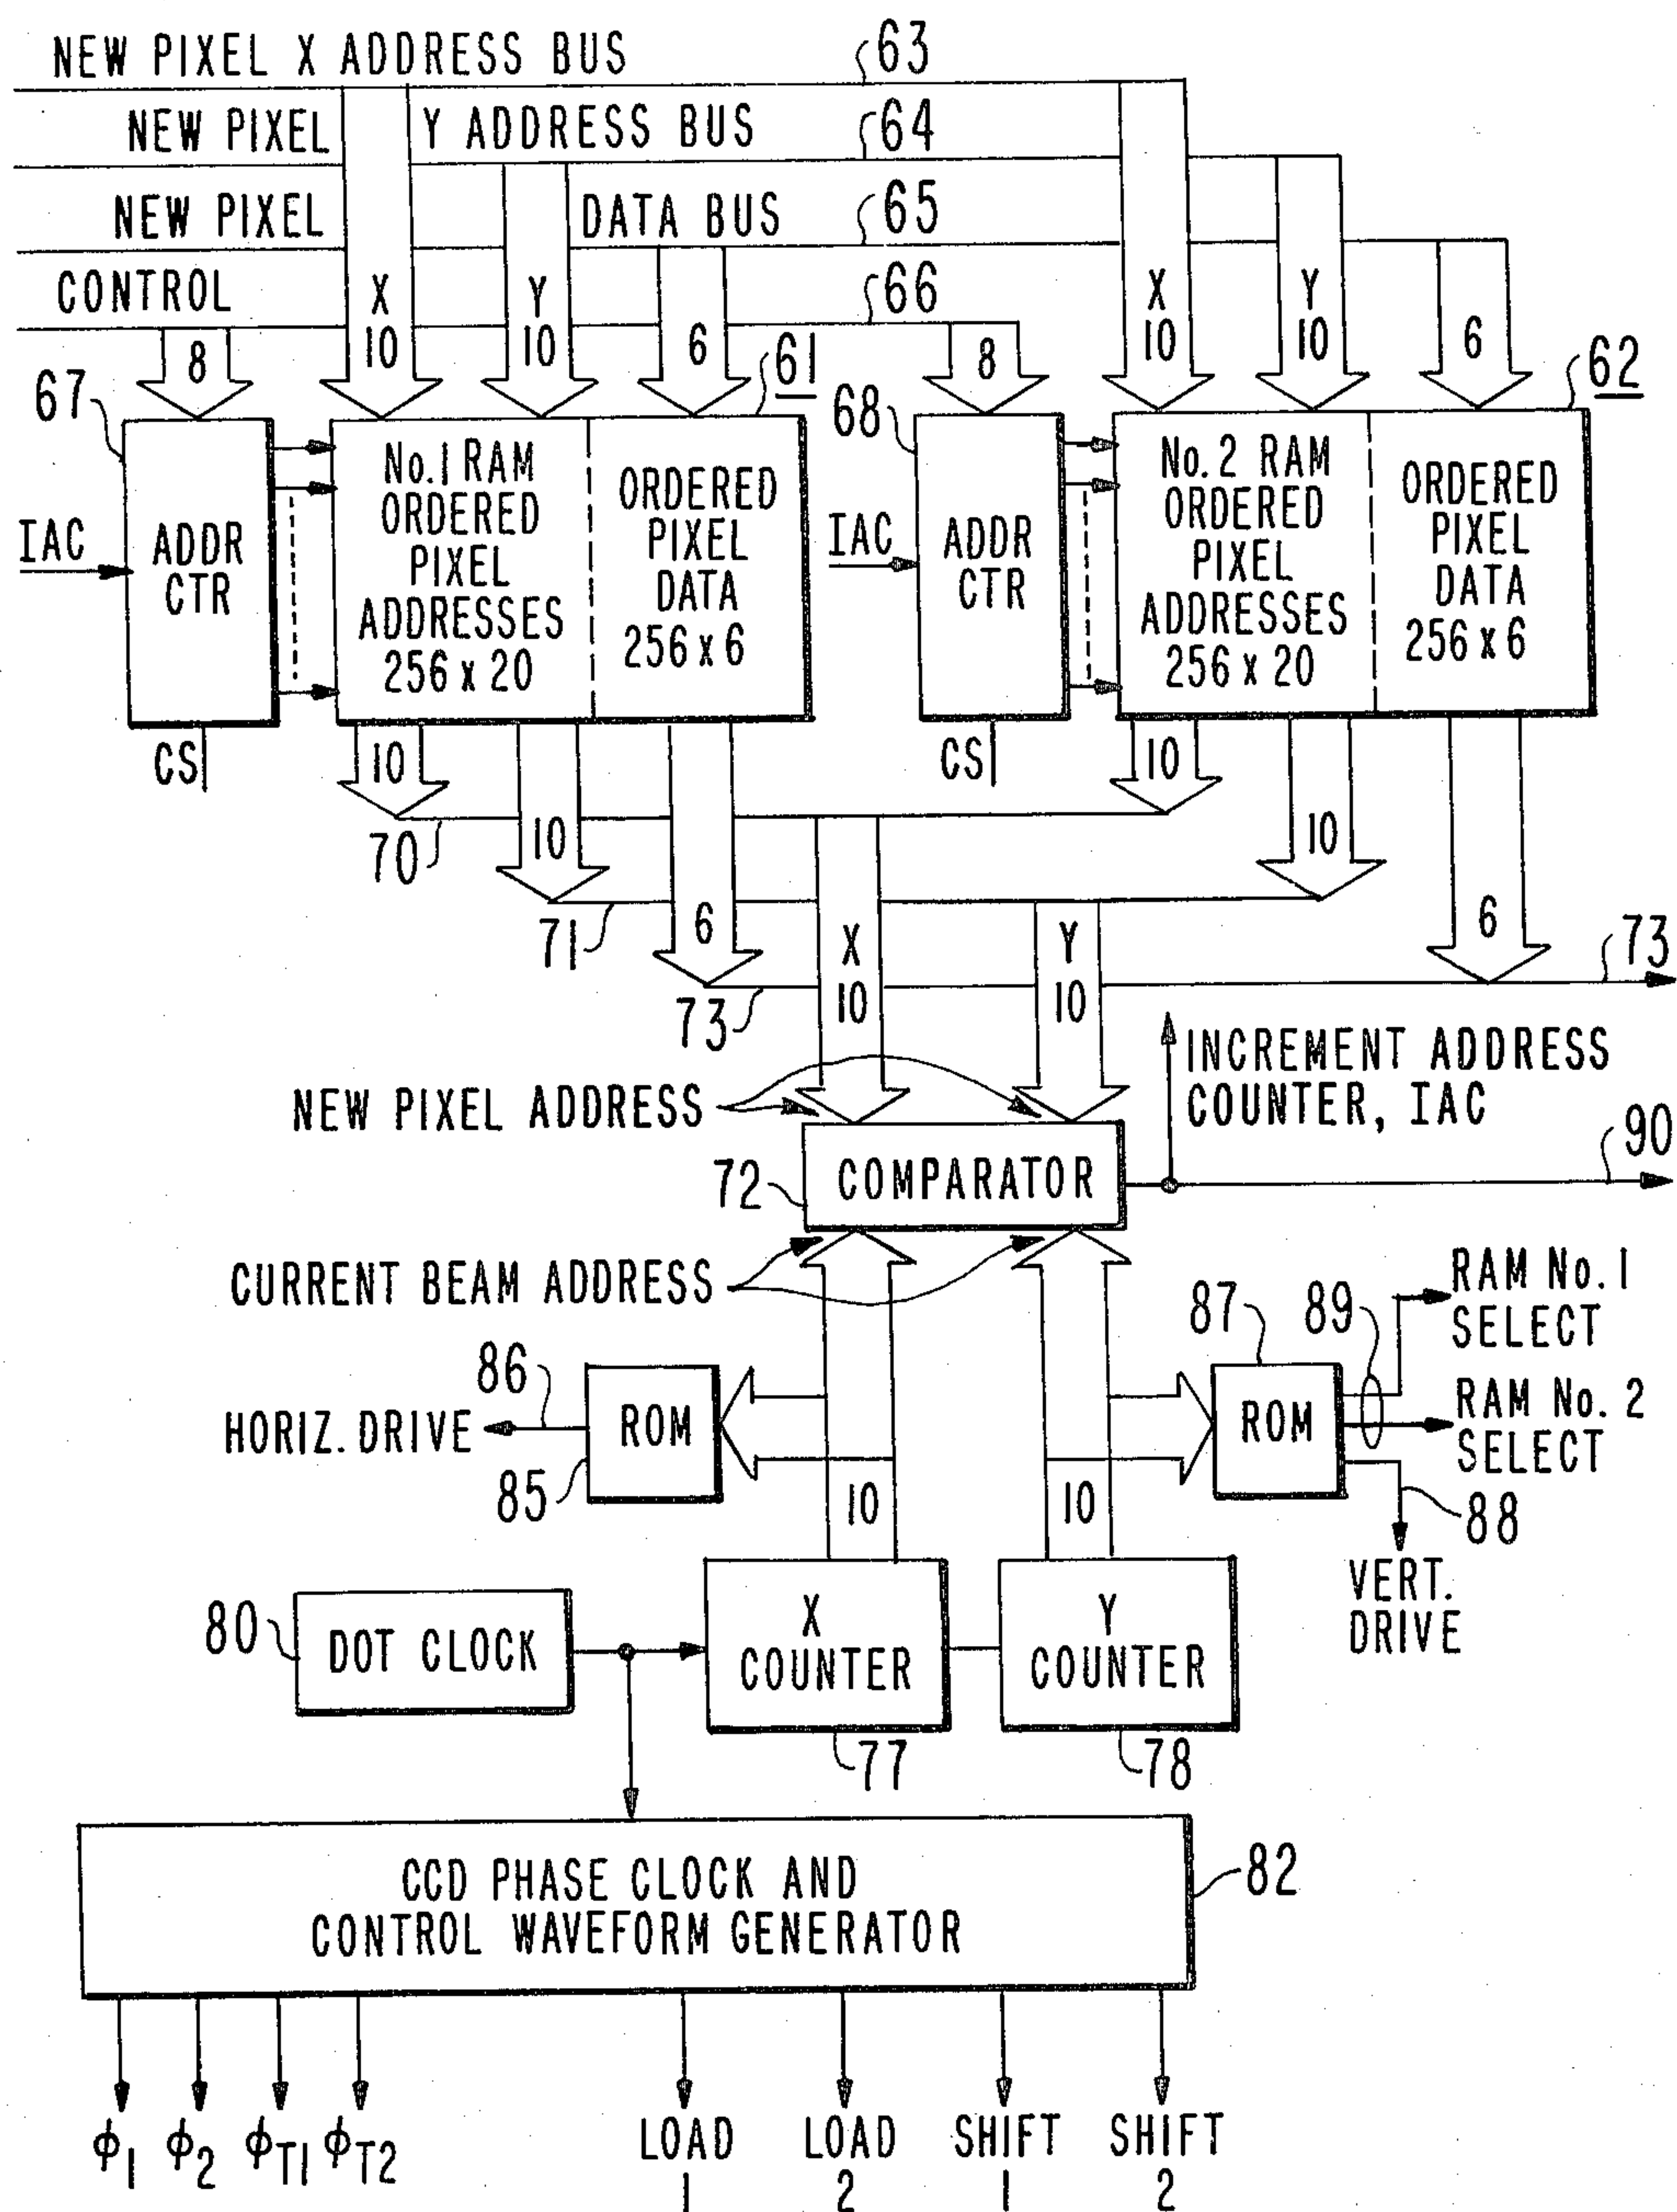 NEW PIXEL X ADDRESS BUS 63
NEW PIXEL Y ADDRESS BUS 64
NEW PIXEL DATA BUS 65
CONTROL 66
X 10
Y 10
6
X 10
Y 10
6
8
8
67
61
68
62
IAC
ADDR
CTR
No. 1 RAM
ORDERED
PIXEL
ADDRESSES
256 x 20
ORDERED
PIXEL
DATA
256 x 6
IAC
ADDR
CTR
No. 2 RAM
ORDERED
PIXEL
ADDRESSES
256 x 20
ORDERED
PIXEL
DATA
256 x 6
CS
10
CS
10
70
10
10
71
6
X
10
Y
10
6
73
73
INCREMENT ADDRESS
COUNTER, IAC
NEW PIXEL ADDRESS
90
72
COMPARATOR
CURRENT BEAM ADDRESS
RAM No. 1
SELECT
87
89
86
HORIZ. DRIVE
ROM
ROM
RAM No. 2
SELECT
85
10
10
88
VERT.
DRIVE
80
DOT CLOCK
X
COUNTER
Y
COUNTER
77
78
CCD PHASE CLOCK AND
CONTROL WAVEFORM GENERATOR
82
ϕ1 ϕ2 ϕT1 ϕT2
LOAD
1
LOAD
2
SHIFT
1
SHIFT
2